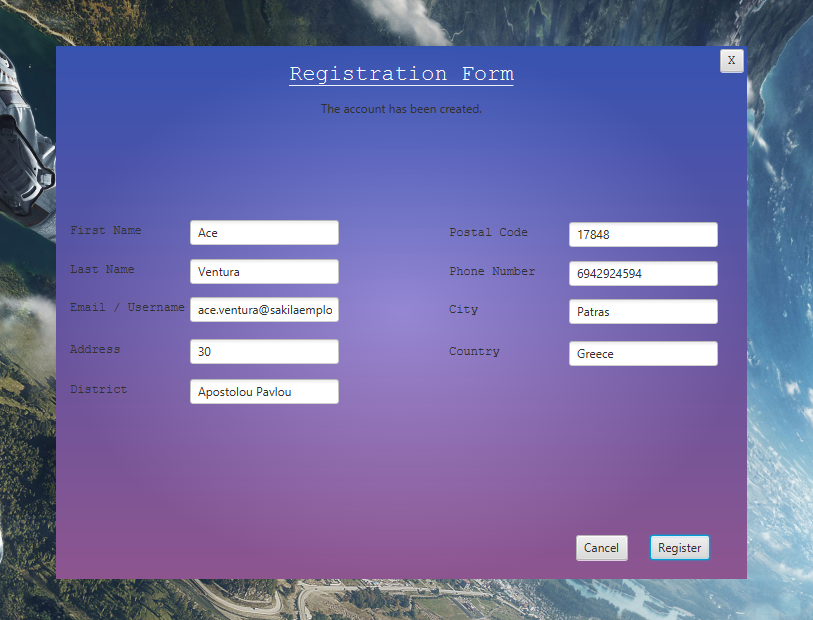 Registration Form
X
The account has been created.
First Name
Ace
Postal Code
17848
Last Name
Ventura
Phone Number
6942924594
Email / Username
ace.ventura@sakilaemplo
City
Patras
Address
30
Country
Greece
District
Apostolou Pavlou
Cancel
Register